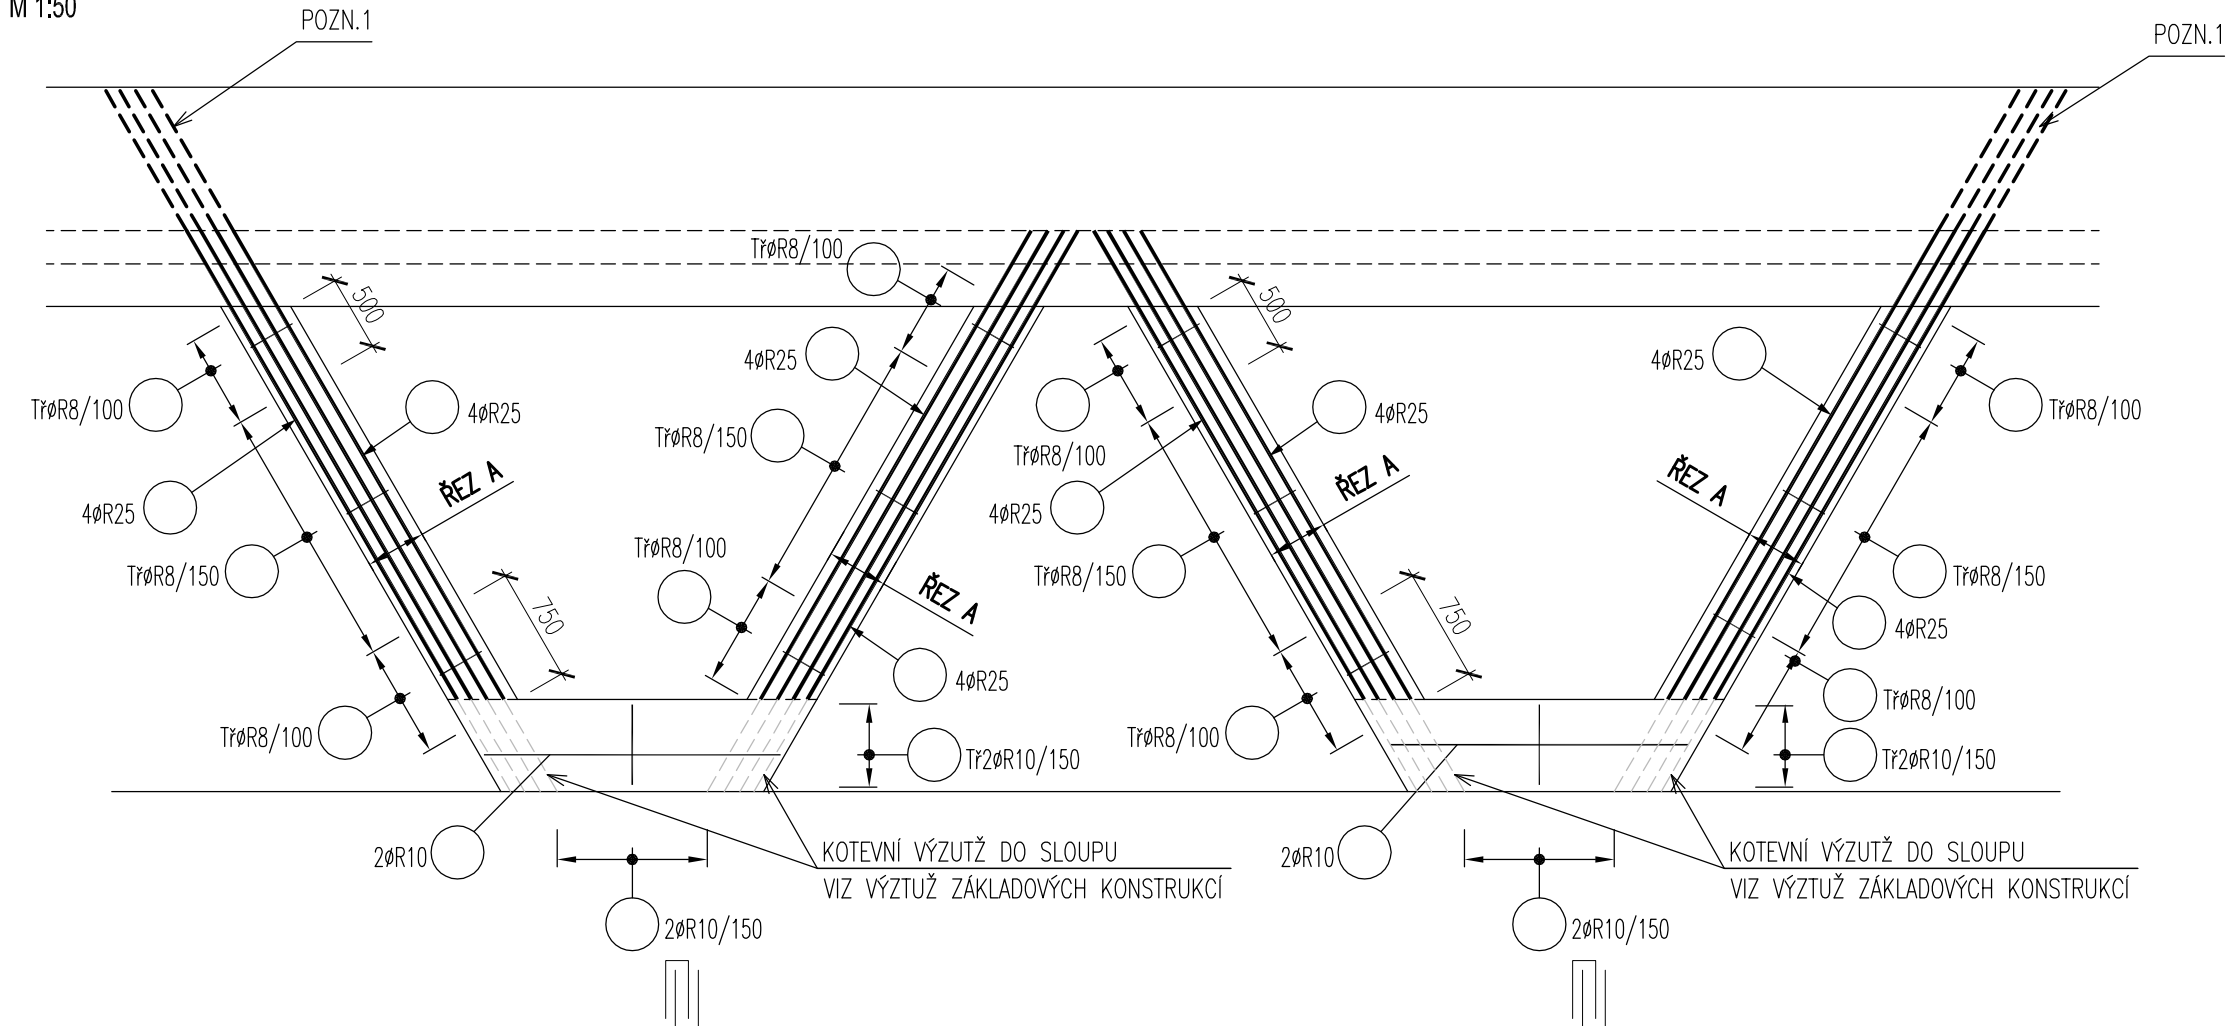 M 1:50
POZN.1
POZN.1
TřøR8/100
500
500
4øR25
4øR25
TřøR8/100
4øR25
TřøR8/150
TřøR8/100
4øR25
TřøR8/100
ŘEZ A
ŘEZ A
ŘEZ A
4øR25
4øR25
TřøR8/150
TřøR8/100
TřøR8/150
TřøR8/150
750
ŘEZ A
750
4øR25
4øR25
TřøR8/100
TřøR8/100
TřøR8/100
Tř2øR10/150
Tř2øR10/150
2øR10
KOTEVNÍ VÝZUTŽ DO SLOUPU
VIZ VÝZTUŽ ZÁKLADOVÝCH KONSTRUKCÍ
2øR10
KOTEVNÍ VÝZUTŽ DO SLOUPU
VIZ VÝZTUŽ ZÁKLADOVÝCH KONSTRUKCÍ
2øR10/150
2øR10/150